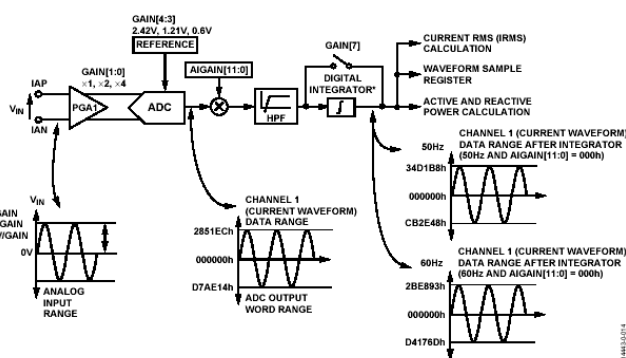 GAIN[4:3]
2.42V, 1.21V, 0.6V
REFERENCE
GAIN[1:0]
×1, ×2, ×4
IAP
VIN
IAN
PGA1
ADC
AIGAIN[11:0]
HPF
GAIN[7]
DIGITAL
INTEGRATOR*
∫
CURRENT RMS (IRMS)
CALCULATION
WAVEFORM SAMPLE
REGISTER
ACTIVE AND REACTIVE
POWER CALCULATION
VIN
GAIN
GAIN
V/GAIN
0V
ANALOG
INPUT
RANGE
CHANNEL 1
(CURRENT WAVEFORM)
DATA RANGE
2851ECh
000000h
D7AE14h
ADC OUTPUT
WORD RANGE
50Hz
CHANNEL 1 (CURRENT WAVEFORM)
DATA RANGE AFTER INTEGRATOR
(50Hz AND AIGAIN[11:0] = 000h)
34D1B8h
000000h
CB2E48h
60Hz
CHANNEL 1 (CURRENT WAVEFORM)
DATA RANGE AFTER INTEGRATOR
(60Hz AND AIGAIN[11:0] = 000h)
2BE893h
000000h
D4176Dh